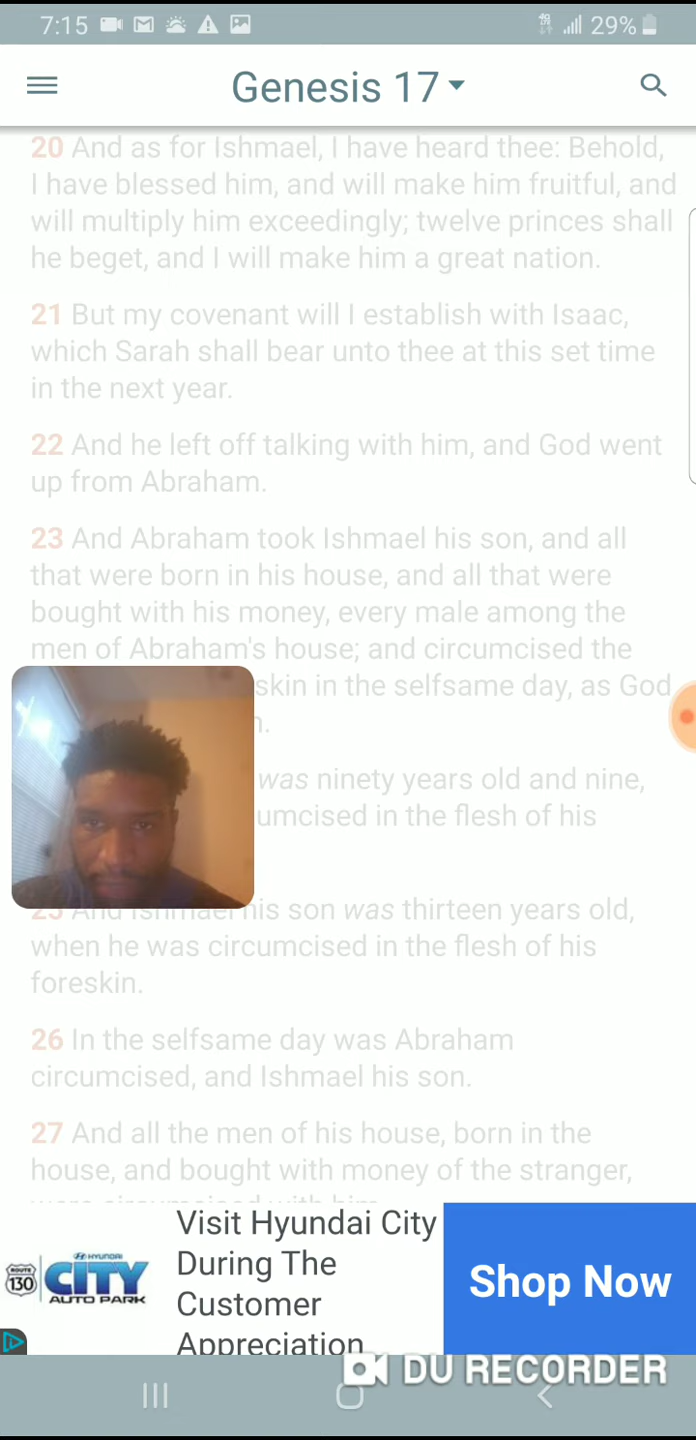 7:15 29%
Genesis 17
20 And as for Ishmael, I have heard thee: Behold,
I have blessed him, and will make him fruitful, and
will multiply him exceedingly; twelve princes shall
he beget, and I will make him a great nation.
21 But my covenant will I establish with Isaac,
which Sarah shall bear unto thee at this set time
in the next year.
22 And he left off talking with him, and God went
up from Abraham.
23 And Abraham took Ishmael his son, and all
that were born in his house, and all that were
bought with his money, every male among the
men of Abraham's house; and circumcised the
skin in the selfsame day, as God
was ninety years old and nine,
umcised in the flesh of his
25 And Ishmael his son was thirteen years old,
when he was circumcised in the flesh of his
foreskin.
26 In the selfsame day was Abraham
circumcised, and Ishmael his son.
27 And all the men of his house, born in the
house, and bought with money of the stranger,
were circumcised with him.
ROUTE
130
HYUNDAI
CITY
AUTO PARK
Visit Hyundai City
During The
Customer
Appreciation
Shop Now
DU RECORDER